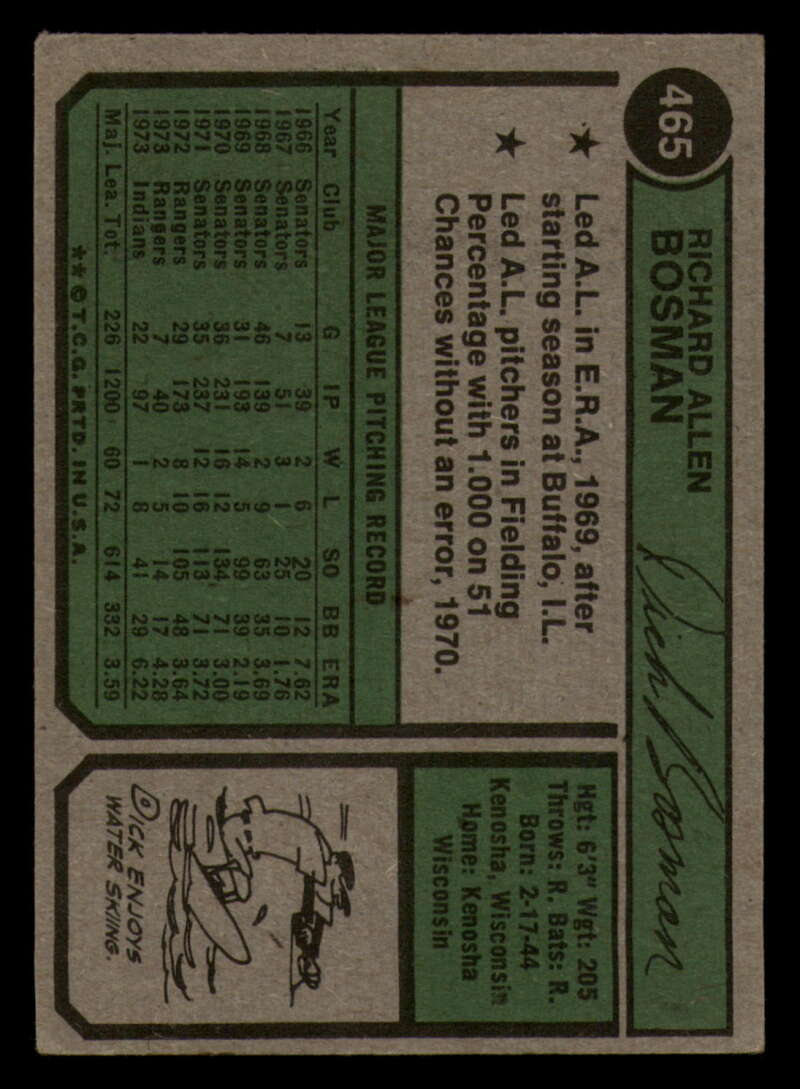 465
RICHARD ALLEN
BOSMAN
Dick Bosman
★ Led A.L. in E.R.A., 1969, after
starting season at Buffalo, I.L.
★ Led A.L. pitchers in Fielding
Percentage with 1.000 on 51
Chances without an error, 1970.
Hgt: 6'3" Wgt: 205
Throws: R. Bats: R.
Born: 2-17-44
Kenosha, Wisconsin
Home: Kenosha
Wisconsin
MAJOR LEAGUE PITCHING RECORD
Year Club G IP W L SO BB ERA
1966 Senators 13 39 2 6 20 12 7.62
1967 Senators 7 51 3 1 25 10 1.76
1968 Senators 46 139 2 9 63 35 3.69
1969 Senators 31 193 14 5 99 39 2.19
1970 Senators 36 231 16 12 134 71 3.00
1971 Senators 35 237 12 16 113 71 3.72
1972 Rangers 29 173 8 10 105 48 3.64
1973 Rangers 7 40 2 5 14 17 4.28
1973 Indians 22 97 1 8 41 29 6.22
Maj. Lea. Tot. 226 1200 60 72 614 332 3.59
**©T.C.G. PRTD. IN U.S.A.
DICK ENJOYS
WATER SKIING.